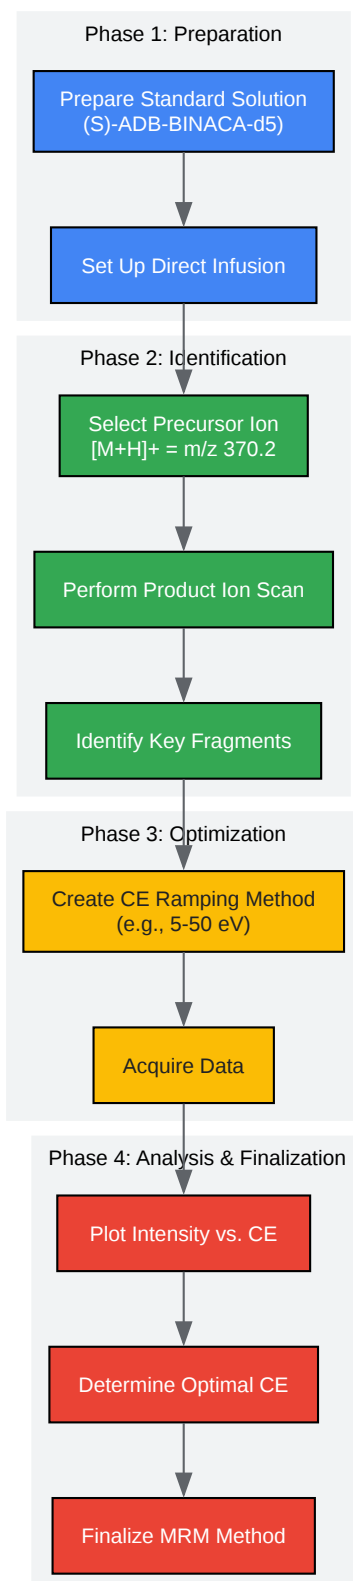 Phase 1: Preparation
Prepare Standard Solution
(S)-ADB-BINACA-d5)
Set Up Direct Infusion
Phase 2: Identification
Select Precursor Ion
[M+H]+ = m/z 370.2
Perform Product Ion Scan
Identify Key Fragments
Phase 3: Optimization
Create CE Ramping Method
(e.g., 5-50 eV)
Acquire Data
Phase 4: Analysis & Finalization
Plot Intensity vs. CE
Determine Optimal CE
Finalize MRM Method